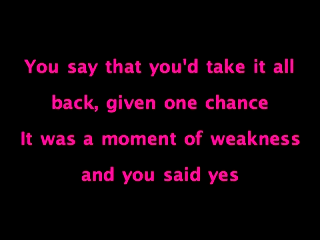 You say that you'd take it all
back, given one chance
It was a moment of weakness
and you said yes